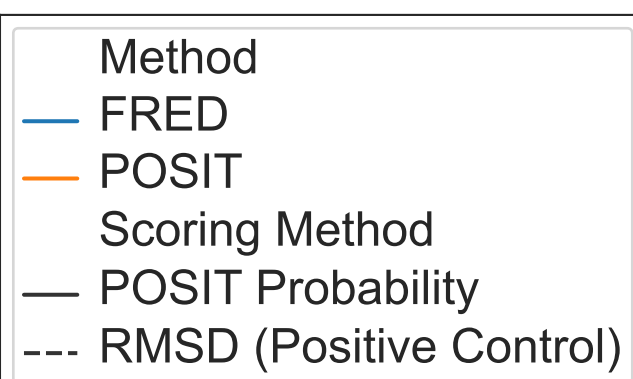 Method
FRED
POSIT
Scoring Method
POSIT Probability
RMSD (Positive Control)